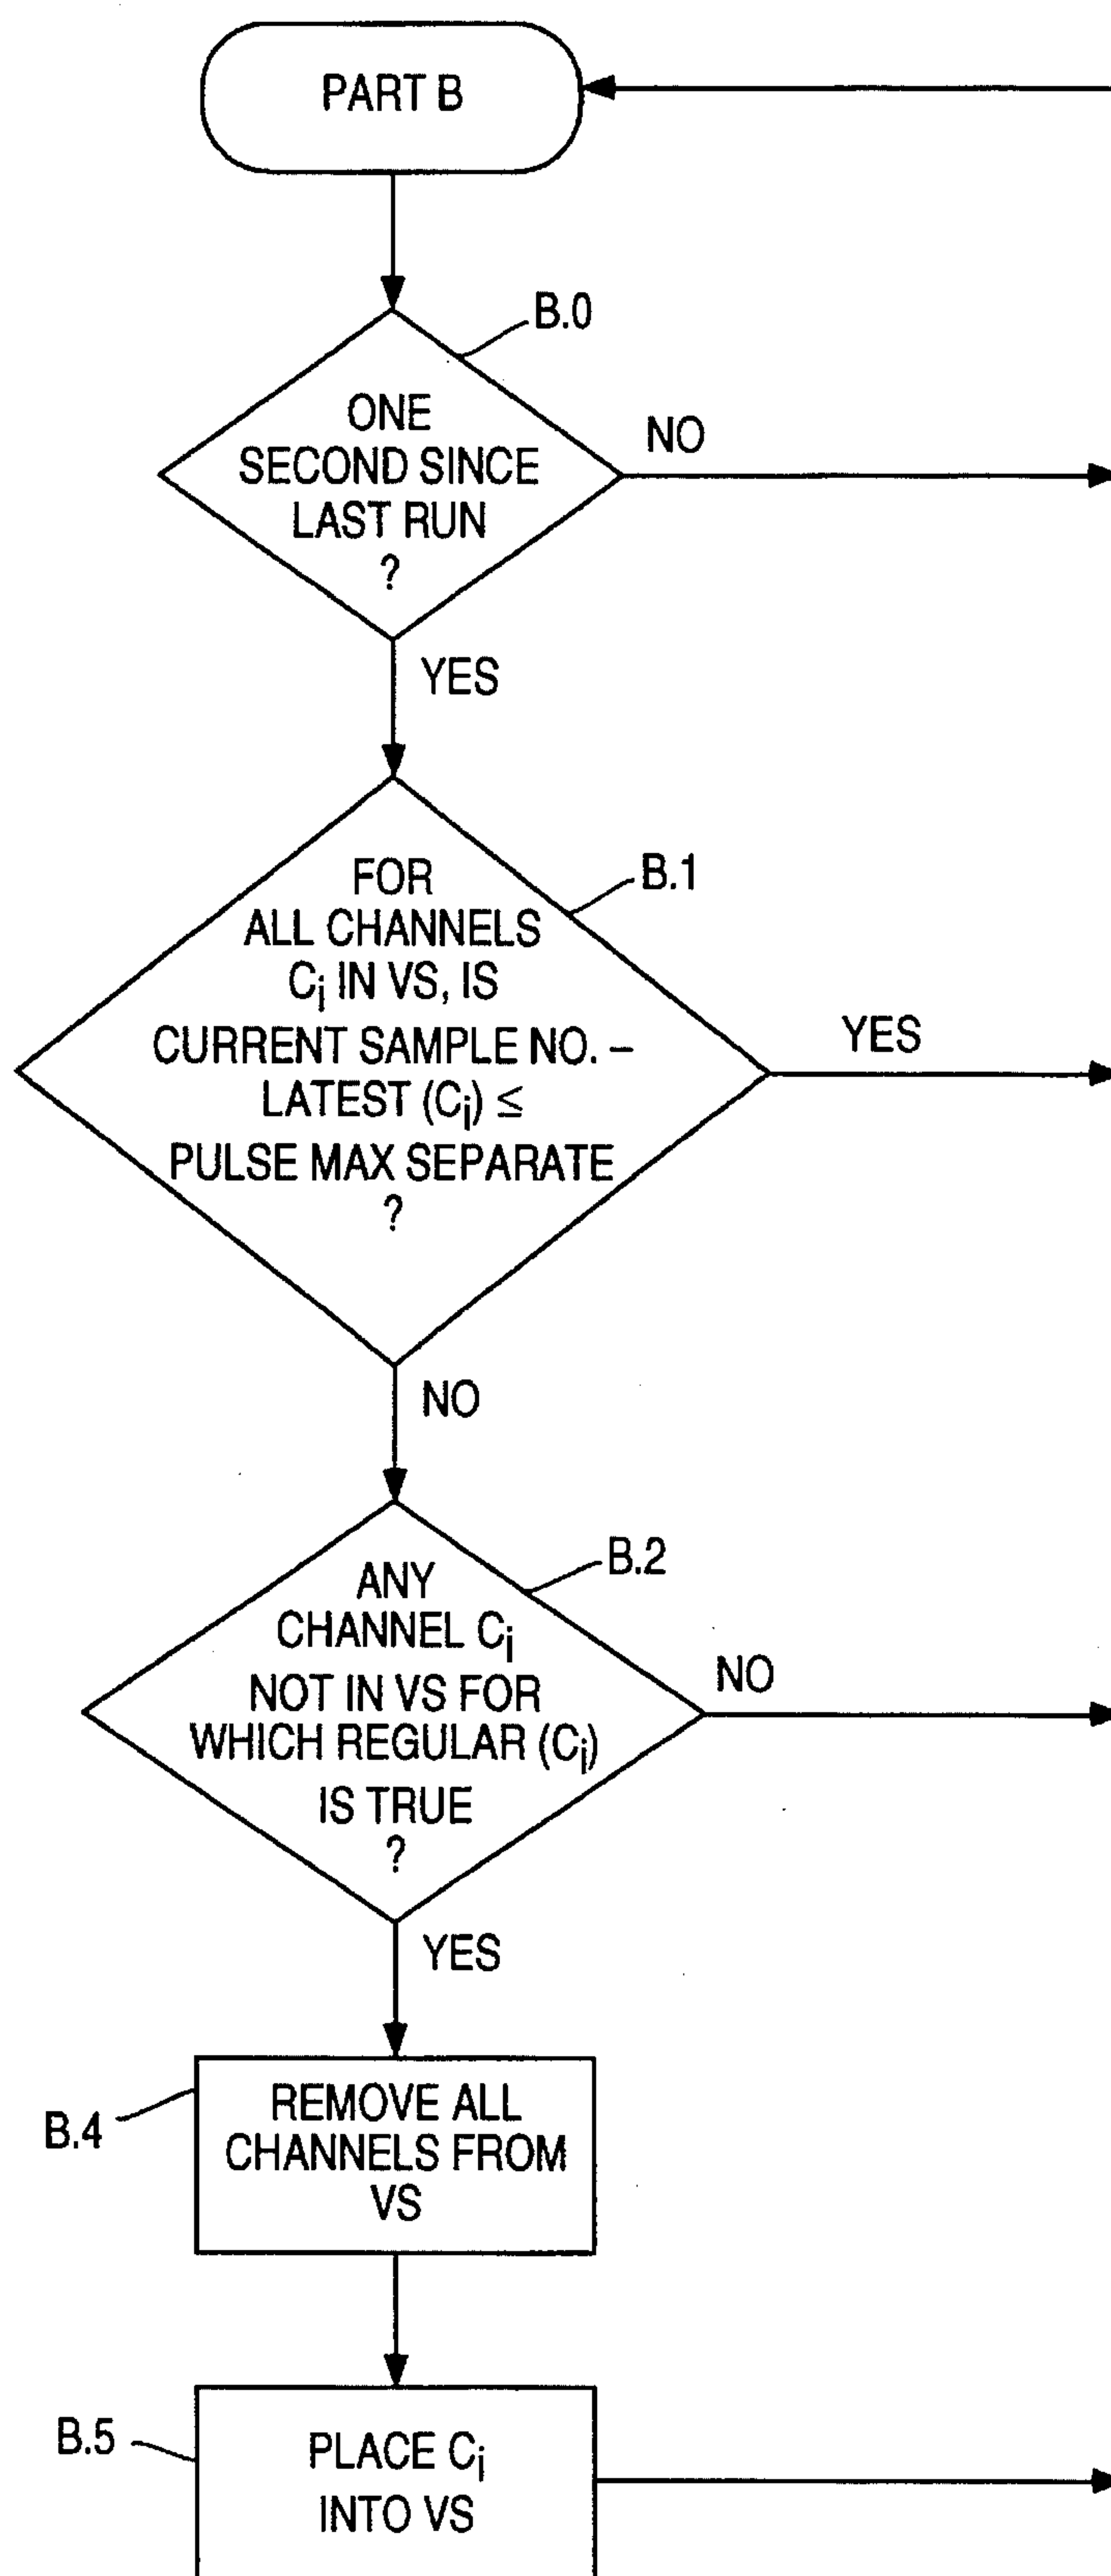 PART B
B.0
ONE
SECOND SINCE
LAST RUN
?
NO
YES
FOR
ALL CHANNELS
Ci IN VS, IS
CURRENT SAMPLE NO. –
LATEST (Ci) ≤
PULSE MAX SEPARATE
?
B.1
YES
NO
ANY
CHANNEL Ci
NOT IN VS FOR
WHICH REGULAR (Ci)
IS TRUE
?
B.2
NO
YES
B.4
REMOVE ALL
CHANNELS FROM
VS
B.5
PLACE Ci
INTO VS